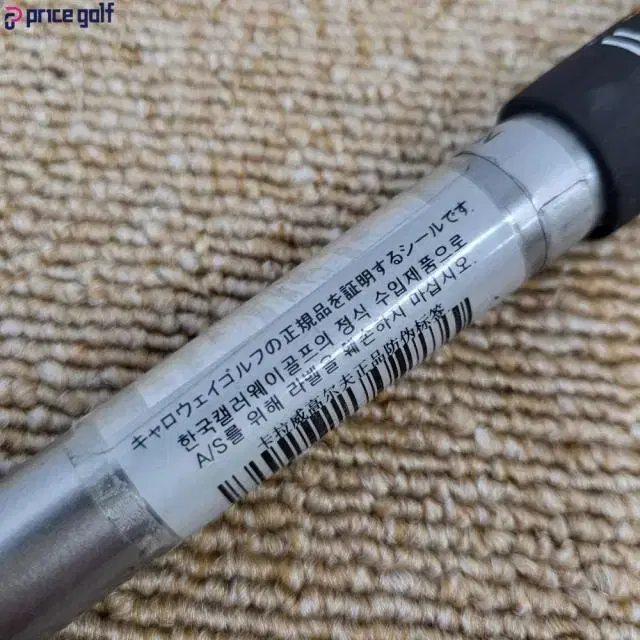 price golf
キャロウェイゴルフの正規品を証明するシールです。
한국캘러웨이골프의 정식 수입제품으로
A/S를 위해 라벨을 훼손하지 마십시오.
卡拉威高尔夫正品防伪标签